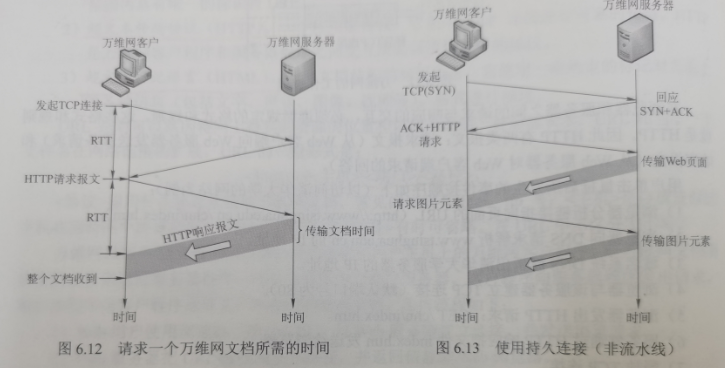 万维网客户
万维网服务器
发起TCP连接
RTT
HTTP请求报文
RTT
HTTP响应报文
传输文档时间
整个文档收到
时间
时间
图 6.12 请求一个万维网文档所需的时间
万维网客户
万维网服务器
发起
TCP(SYN)
回应
SYN+ACK
ACK+HTTP
请求
传输Web页面
请求图片元素
传输图片元素
时间
时间
图 6.13 使用持久连接（非流水线）